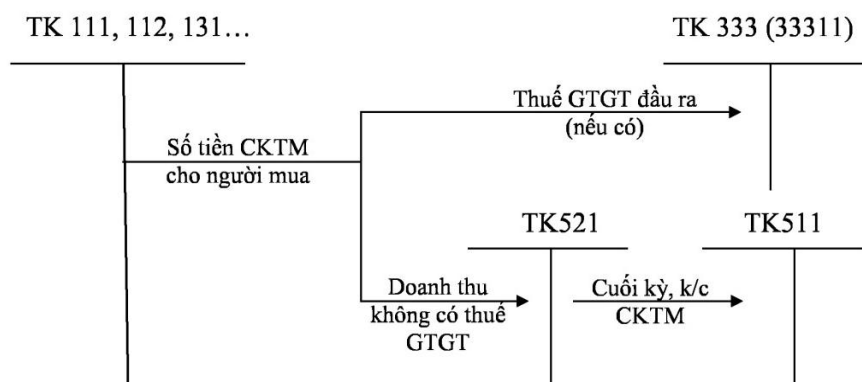 TK 111, 112, 131…
TK 333 (33311)
Thuế GTGT đầu ra
(nếu có)
Số tiền CKTM
cho người mua
TK521
TK511
Doanh thu
không có thuế
GTGT
Cuối kỳ, k/c
CKTM